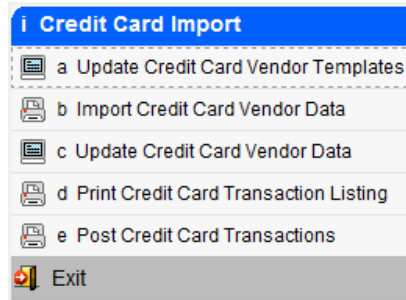 i Credit Card Import
a Update Credit Card Vendor Templates
b Import Credit Card Vendor Data
c Update Credit Card Vendor Data
d Print Credit Card Transaction Listing
e Post Credit Card Transactions
Exit